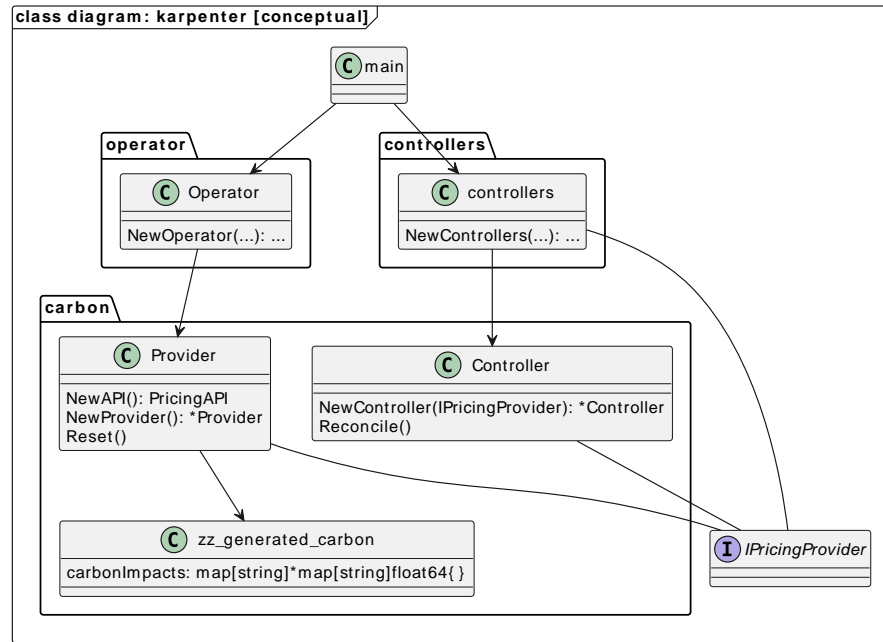 class diagram: karpenter [conceptual]
C main
operator
controllers
C Operator
NewOperator(...): ...
C controllers
NewControllers(...): ...
carbon
C Provider
NewAPI(): PricingAPI
NewProvider(): *Provider
Reset()
C Controller
NewController(IPricingProvider): *Controller
Reconcile()
C zz_generated_carbon
carbonImpacts: map[string]*map[string]float64{ }
I IPricingProvider